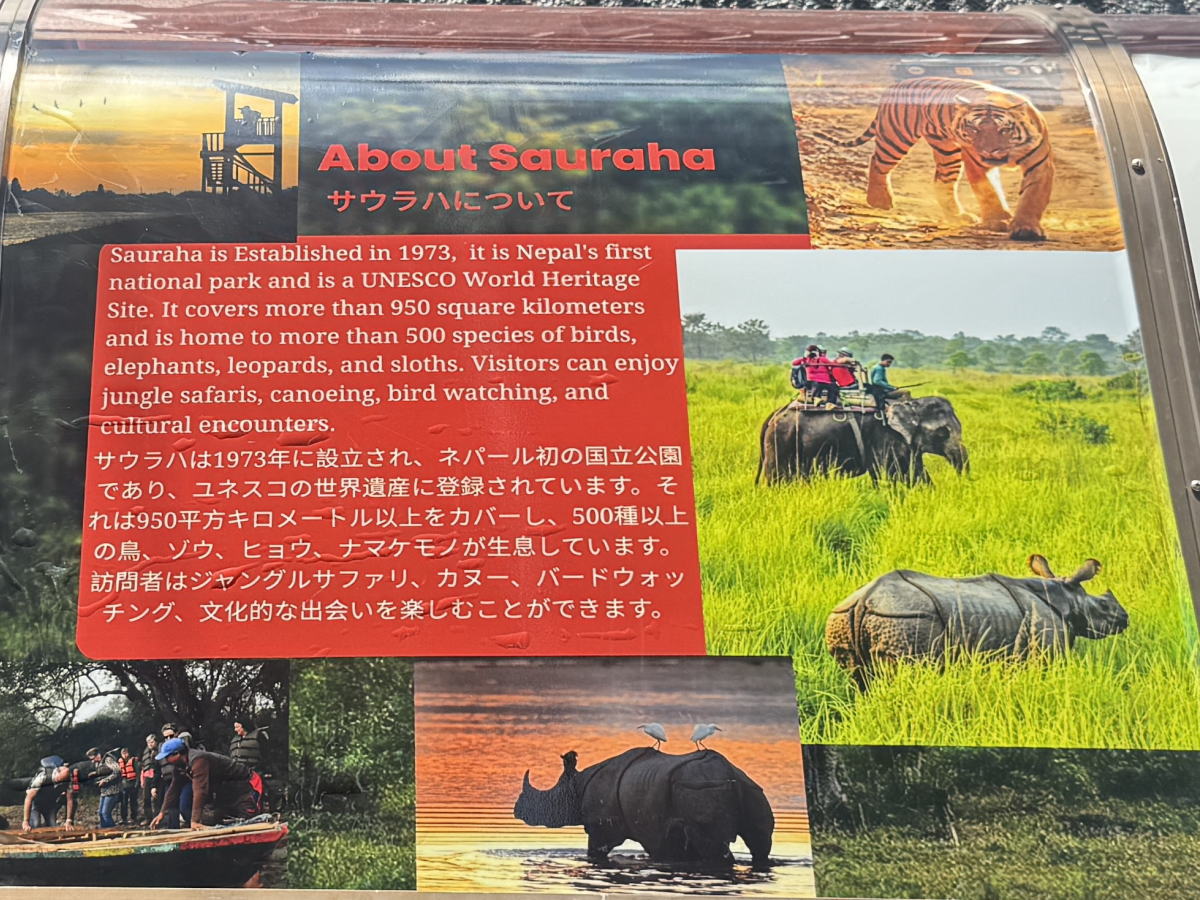 About Sauraha
サウラハについて
Sauraha is Established in 1973, it is Nepal's first
national park and is a UNESCO World Heritage
Site. It covers more than 950 square kilometers
and is home to more than 500 species of birds,
elephants, leopards, and sloths. Visitors can enjoy
jungle safaris, canoeing, bird watching, and
cultural encounters.
サウラハは1973年に設立され、ネパール初の国立公園
であり、ユネスコの世界遺産に登録されています。そ
れは950平方キロメートル以上をカバーし、500種以上
の鳥、ゾウ、ヒョウ、ナマケモノが生息しています。
訪問者はジャングルサファリ、カヌー、バードウォッ
チング、文化的な出会いを楽しむことができます。